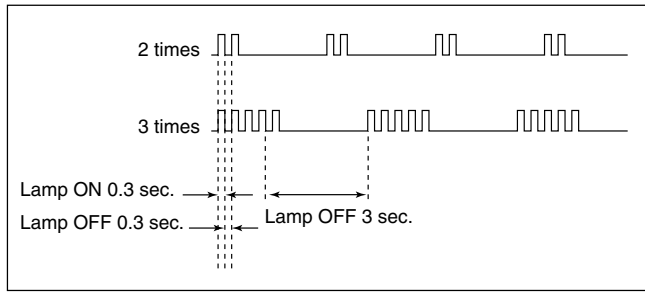 2 times
3 times
Lamp ON 0.3 sec.
Lamp OFF 0.3 sec.
Lamp OFF 3 sec.